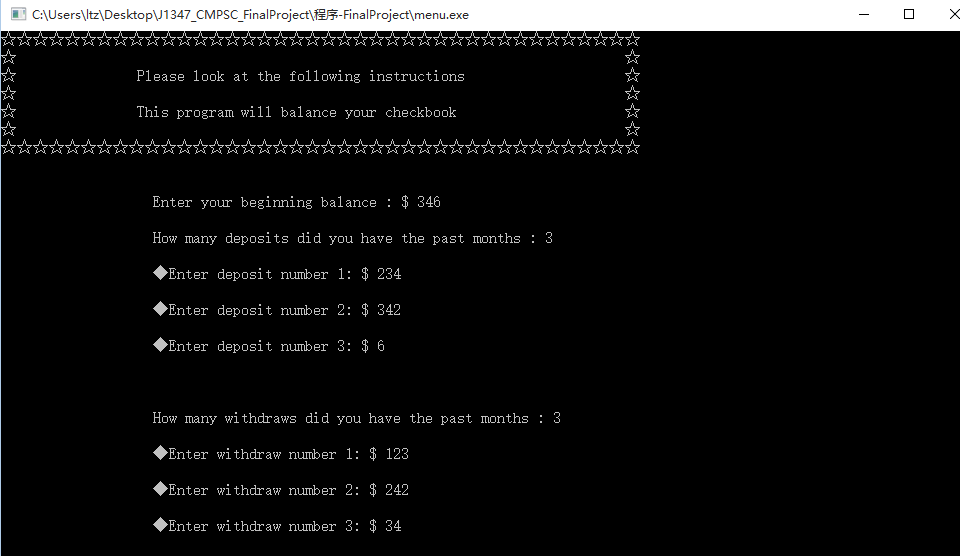 C:\Users\ltz\Desktop\J1347_CMPSC_FinalProject\程序-FinalProject\menu.exe
☆☆☆☆☆☆☆☆☆☆☆☆☆☆☆☆☆☆☆☆☆☆☆☆☆☆☆☆☆☆☆☆☆☆☆☆☆☆☆☆
☆ ☆
☆ Please look at the following instructions ☆
☆ ☆
☆ This program will balance your checkbook ☆
☆ ☆
☆☆☆☆☆☆☆☆☆☆☆☆☆☆☆☆☆☆☆☆☆☆☆☆☆☆☆☆☆☆☆☆☆☆☆☆☆☆☆☆
Enter your beginning balance : $ 346
How many deposits did you have the past months : 3
◆Enter deposit number 1: $ 234
◆Enter deposit number 2: $ 342
◆Enter deposit number 3: $ 6
How many withdraws did you have the past months : 3
◆Enter withdraw number 1: $ 123
◆Enter withdraw number 2: $ 242
◆Enter withdraw number 3: $ 34